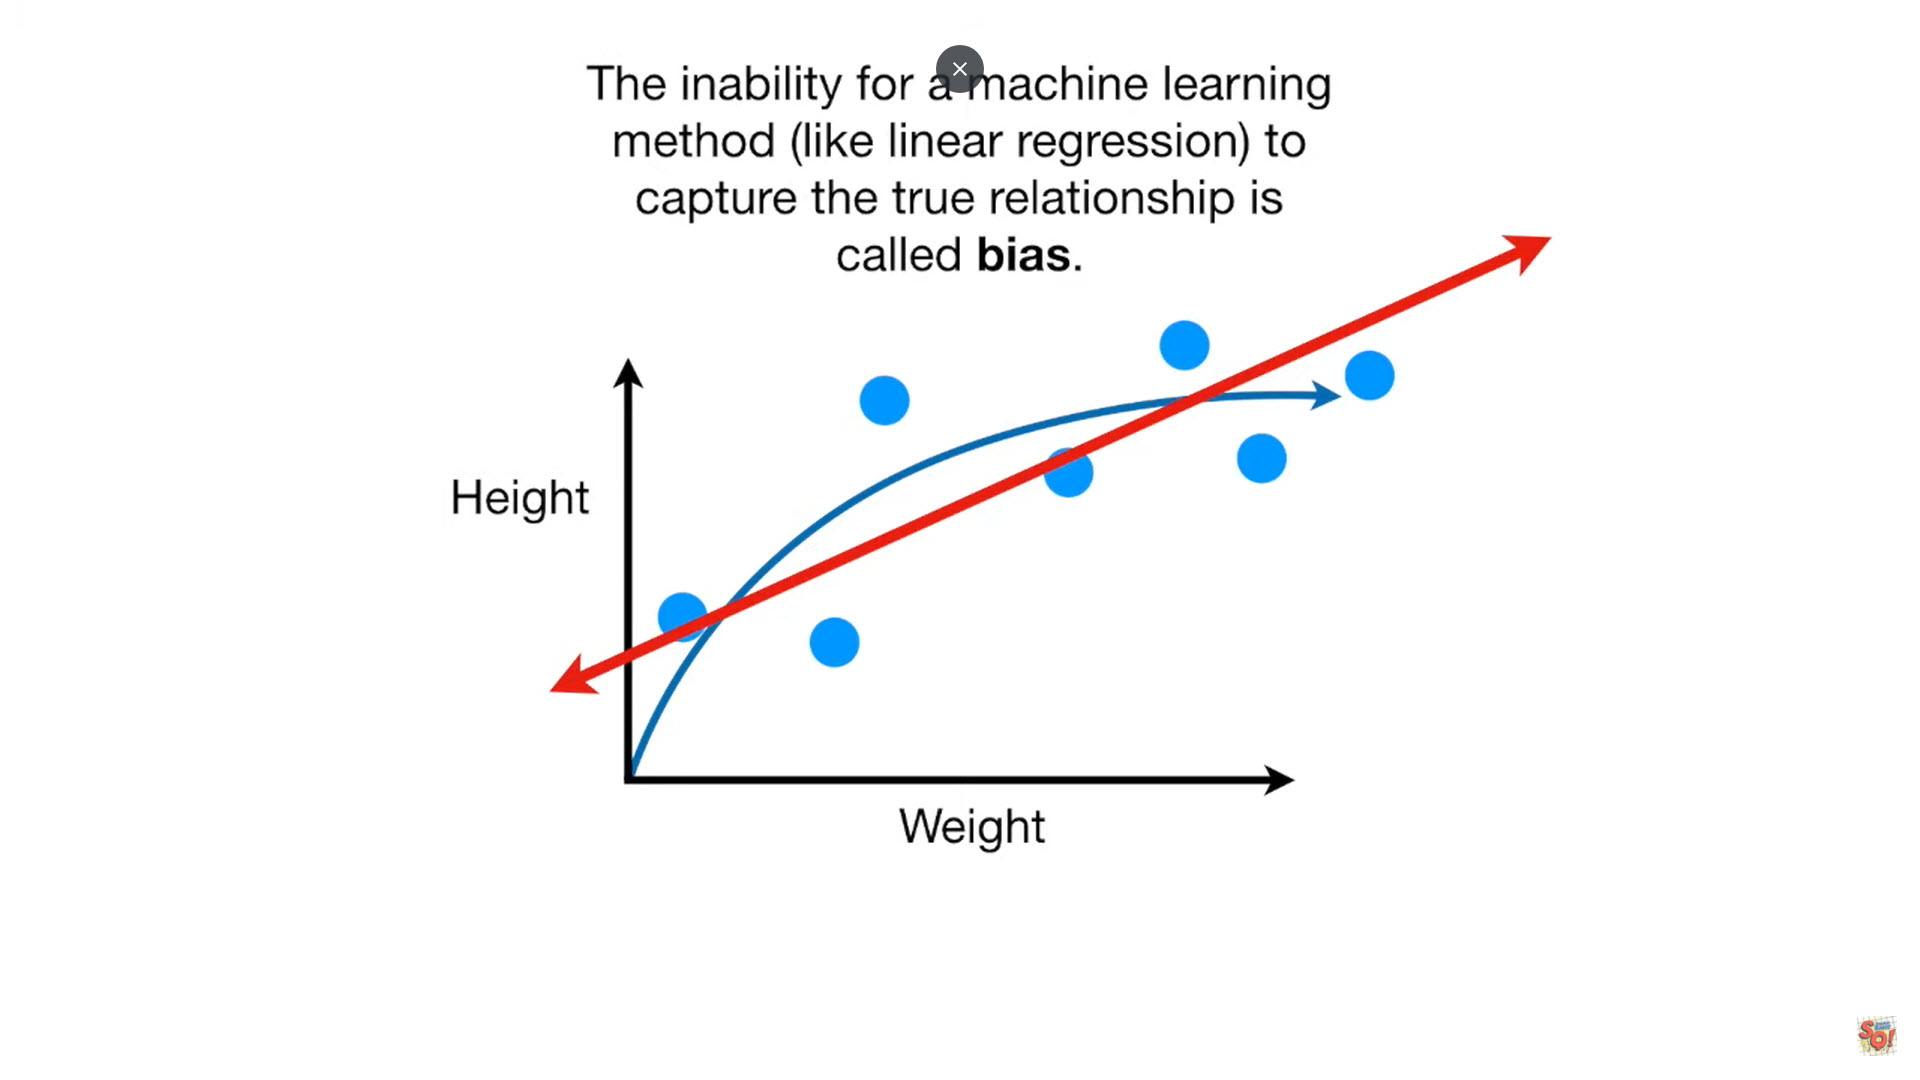 The inability for a machine learning
method (like linear regression) to
capture the true relationship is
called bias.
Height
Weight
SQ!